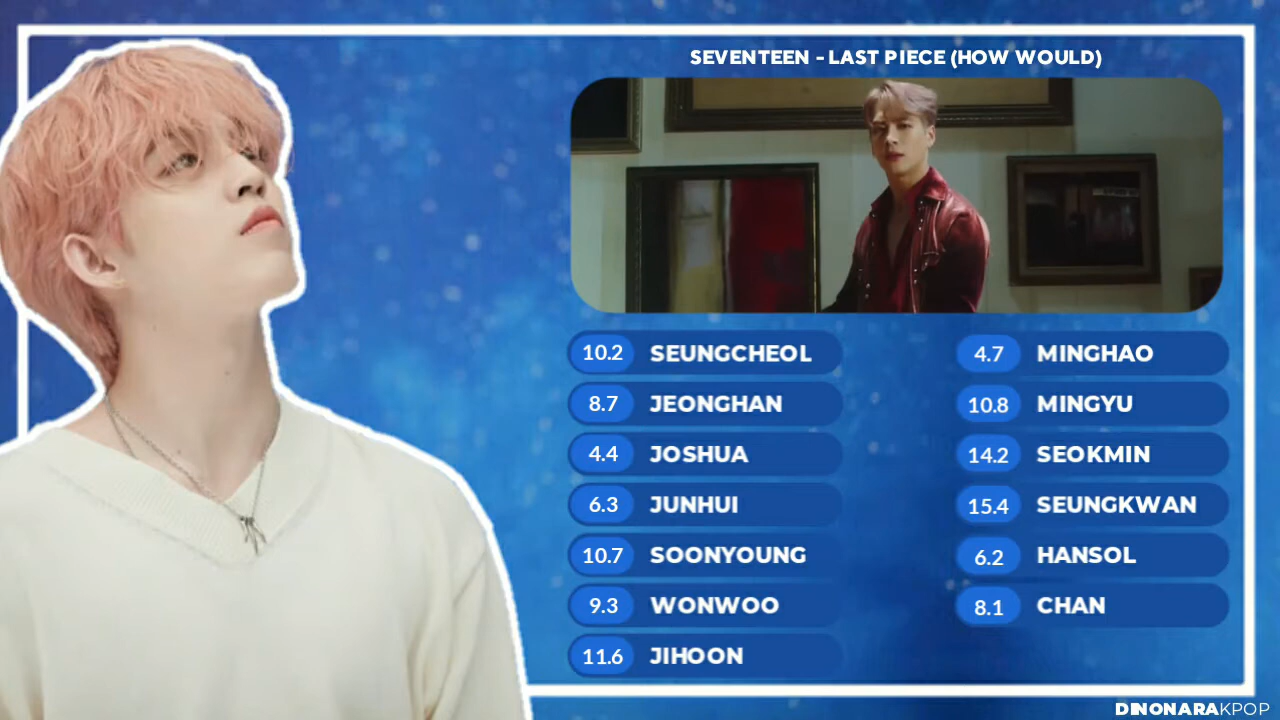 SEVENTEEN - LAST PIECE (HOW WOULD)
10.2 SEUNGCHEOL
8.7 JEONGHAN
4.4 JOSHUA
6.3 JUNHUI
10.7 SOONYOUNG
9.3 WONWOO
11.6 JIHOON
4.7 MINGHAO
10.8 MINGYU
14.2 SEOKMIN
15.4 SEUNGKWAN
6.2 HANSOL
8.1 CHAN
DINONARAKPOP